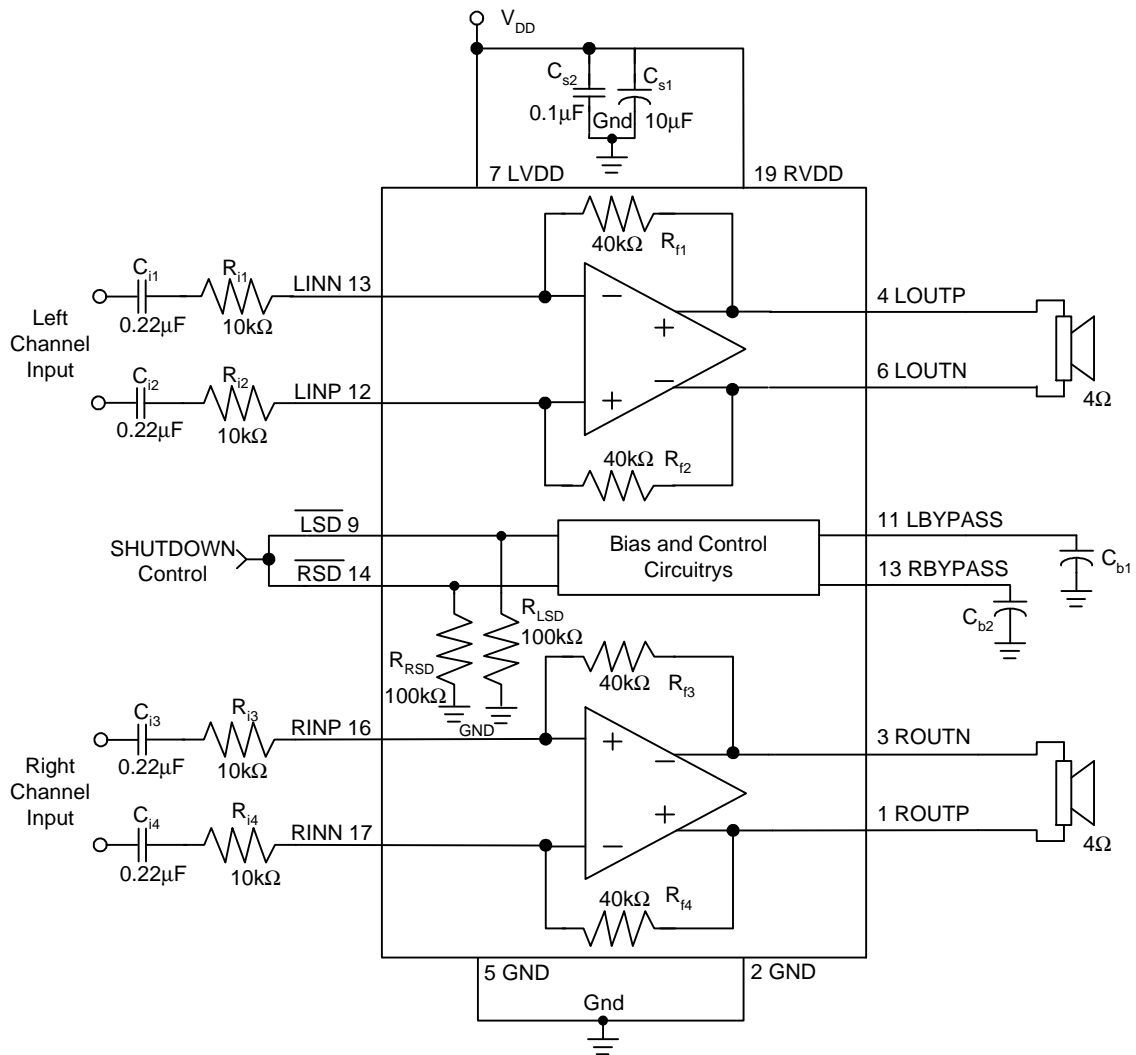 V_DD
C_s2
C_s1
0.1μF
Gnd
10μF
7 LVDD
19 RVDD
40kΩ
R_f1
C_i1
R_i1
LINN 13
0.22μF
10kΩ
−
+
4 LOUTP
Left
Channel
Input
C_i2
R_i2
LINP 12
0.22μF
10kΩ
+
−
6 LOUTN
4Ω
40kΩ
R_f2
LSD 9
SHUTDOWN
Control
RSD 14
Bias and Control
Circuitrys
11 LBYPASS
13 RBYPASS
C_b1
C_b2
R_LSD
100kΩ
R_RSD
100kΩ
GND
40kΩ
R_f3
C_i3
R_i3
RINP 16
0.22μF
10kΩ
+
−
3 ROUTN
Right
Channel
Input
C_i4
R_i4
RINN 17
0.22μF
10kΩ
−
+
1 ROUTP
4Ω
40kΩ
R_f4
5 GND
2 GND
Gnd